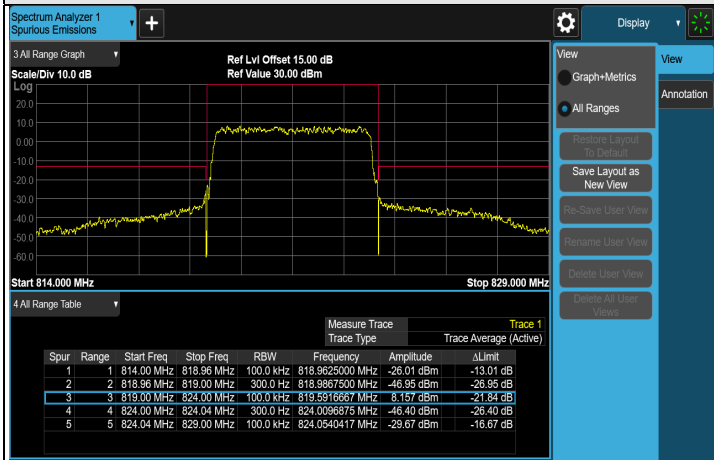 Spectrum Analyzer 1
Spurious Emissions
Display
3 All Range Graph
Ref Lvl Offset 15.00 dB
Scale/Div 10.0 dB
Ref Value 30.00 dBm
Log
20.0
10.0
0.00
-10.0
-20.0
-30.0
-40.0
-50.0
-60.0
Start 814.000 MHz
Stop 829.000 MHz
4 All Range Table
Measure Trace Trace 1
Trace Type Trace Average (Active)
Spur Range Start Freq Stop Freq RBW Frequency Amplitude ΔLimit
1 1 814.00 MHz 818.96 MHz 100.0 kHz 818.9625000 MHz -26.01 dBm -13.01 dB
2 2 818.96 MHz 819.00 MHz 300.0 Hz 818.9867500 MHz -46.95 dBm -26.95 dB
3 3 819.00 MHz 824.00 MHz 100.0 kHz 819.5916667 MHz 8.157 dBm -21.84 dB
4 4 824.00 MHz 824.04 MHz 300.0 Hz 824.0096875 MHz -46.40 dBm -26.40 dB
5 5 824.04 MHz 829.00 MHz 100.0 kHz 824.0540417 MHz -29.67 dBm -16.67 dB
View
Graph+Metrics
All Ranges
Restore Layout
To Default
Save Layout as
New View
Re-Save User View
Rename User View
Delete User View
Delete All User
Views
View
Annotation